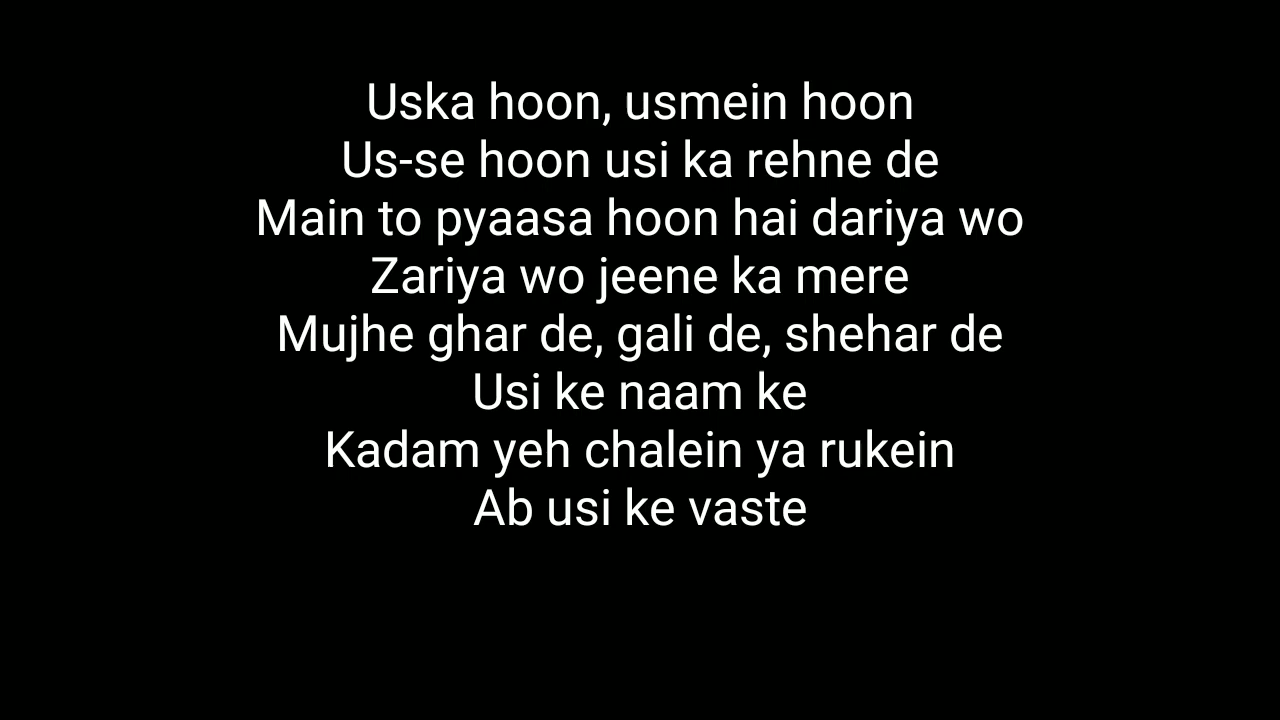 Uska hoon, usmein hoon
Us-se hoon usi ka rehne de
Main to pyaasa hoon hai dariya wo
Zariya wo jeene ka mere
Mujhe ghar de, gali de, shehar de
Usi ke naam ke
Kadam yeh chalein ya rukein
Ab usi ke vaste